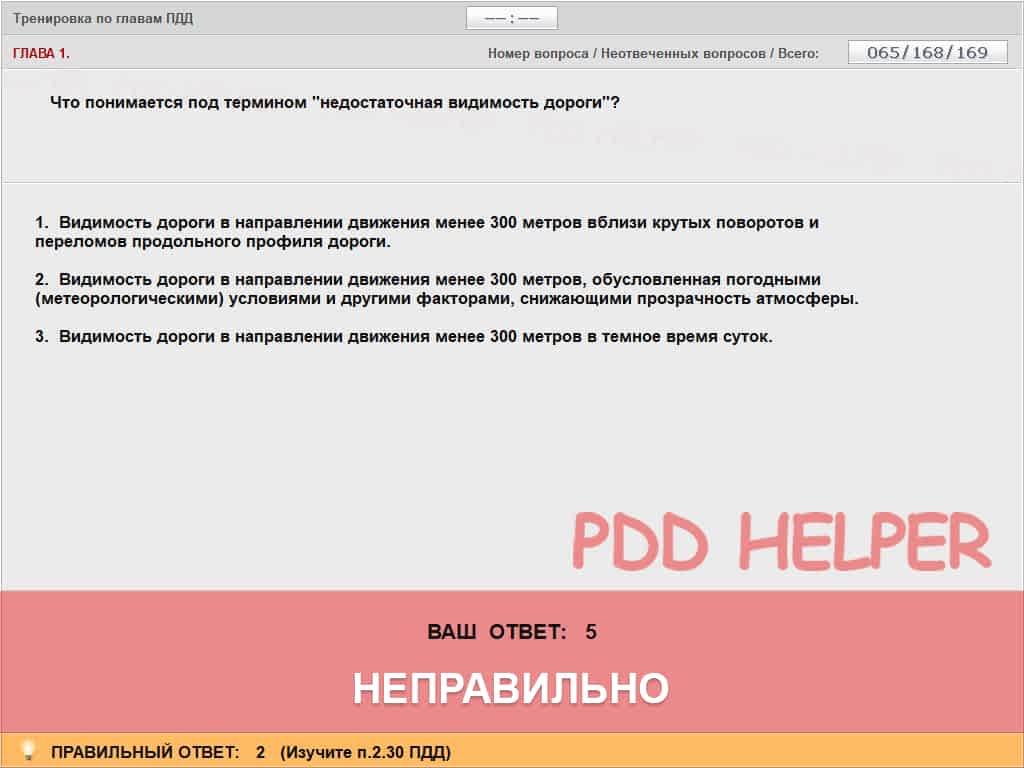 Тренировка по главам ПДД
—— : ——
ГЛАВА 1.
Номер вопроса / Неотвеченных вопросов / Всего:
065/168/169
Что понимается под термином "недостаточная видимость дороги"?
1. Видимость дороги в направлении движения менее 300 метров вблизи крутых поворотов и
переломов продольного профиля дороги.
2. Видимость дороги в направлении движения менее 300 метров, обусловленная погодными
(метеорологическими) условиями и другими факторами, снижающими прозрачность атмосферы.
3. Видимость дороги в направлении движения менее 300 метров в темное время суток.
PDD HELPER
ВАШ ОТВЕТ: 5
НЕПРАВИЛЬНО
ПРАВИЛЬНЫЙ ОТВЕТ: 2 (Изучите п.2.30 ПДД)